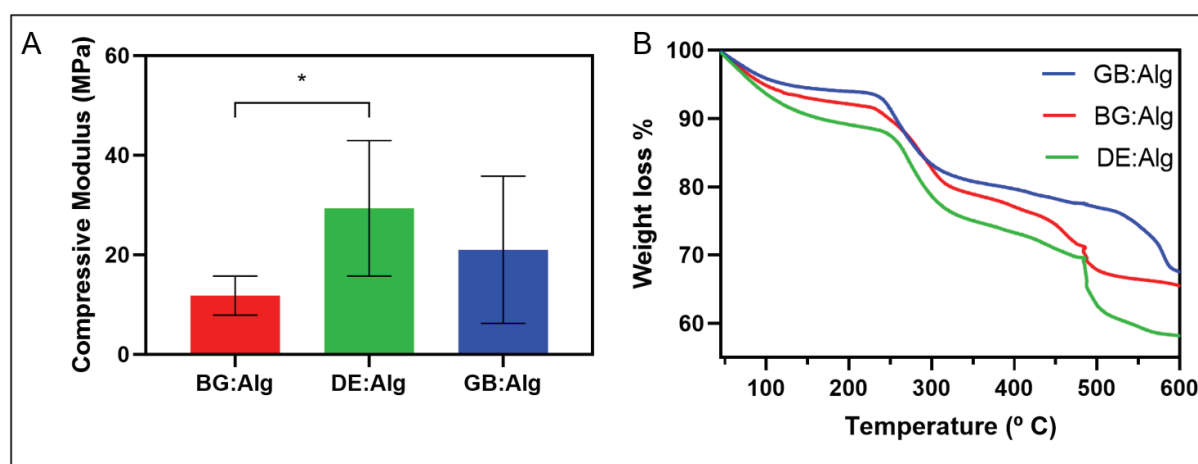 A
Compressive Modulus (MPa)
60
40
20
0
*
BG:Alg
DE:Alg
GB:Alg
B
Weight loss %
100
90
80
70
60
GB:Alg
BG:Alg
DE:Alg
100
200
300
400
500
600
Temperature (º C)